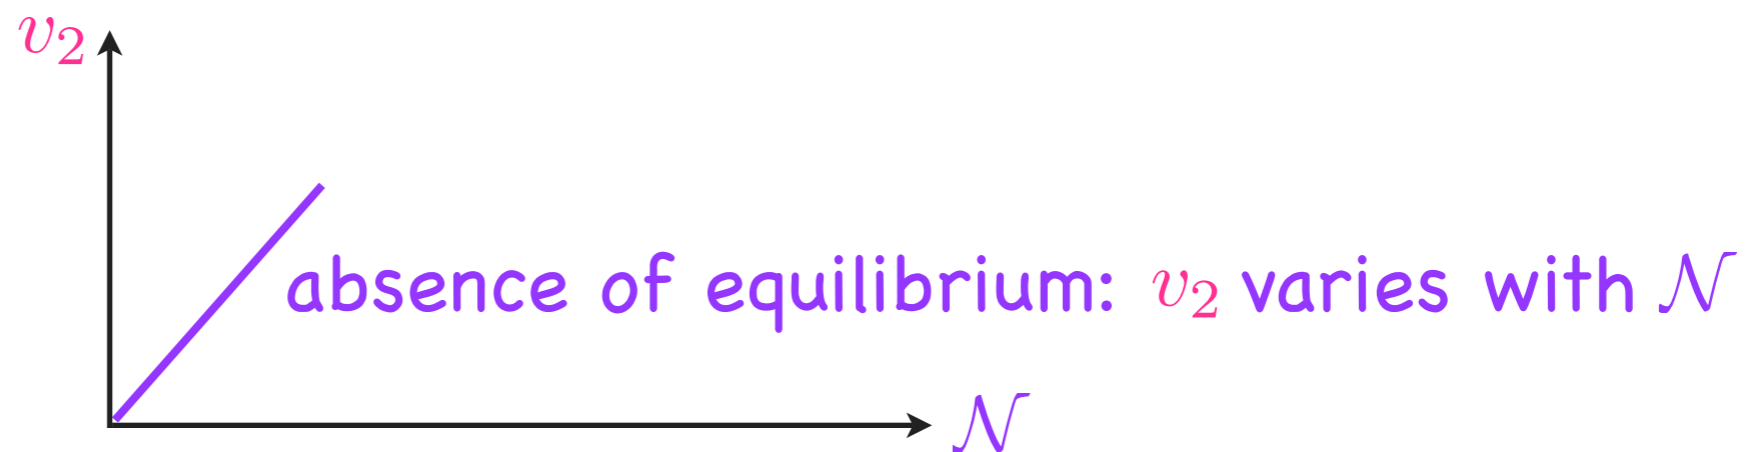 v₂
absence of equilibrium: v₂ varies with 𝒩
𝒩